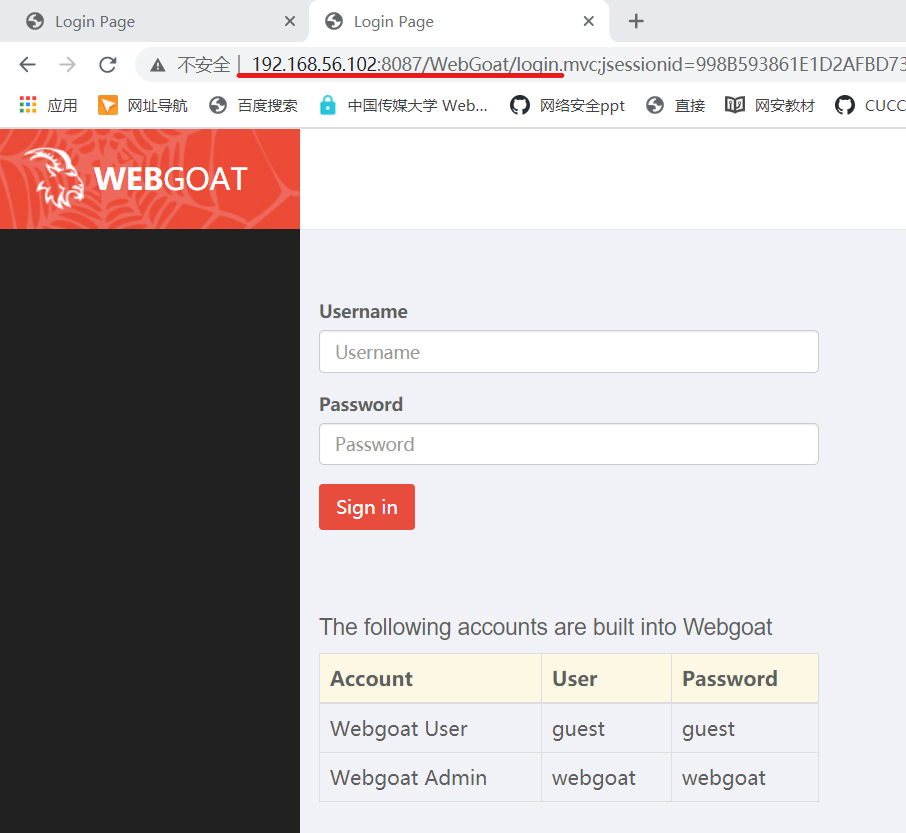 Login Page
Login Page
不安全 | 192.168.56.102:8087/WebGoat/login.mvc;jsessionid=998B593861E1D2AFBD73
应用 网址导航 百度搜索 中国传媒大学 Web... 网络安全ppt 直接 网安教材 CUCC
WEBGOAT
Username
Username
Password
Password
Sign in
The following accounts are built into Webgoat
Account User Password
Webgoat User guest guest
Webgoat Admin webgoat webgoat